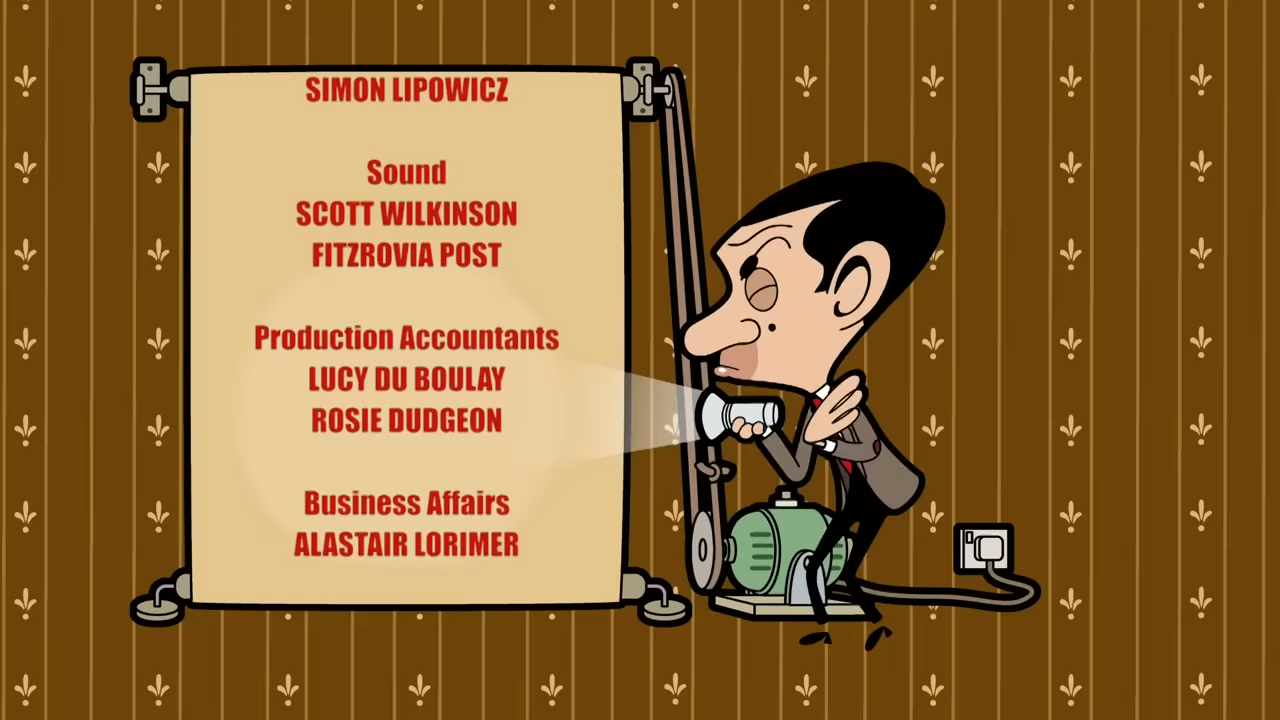 SIMON LIPOWICZ
Sound
SCOTT WILKINSON
FITZROVIA POST
Production Accountants
LUCY DU BOULAY
ROSIE DUDGEON
Business Affairs
ALASTAIR LORIMER